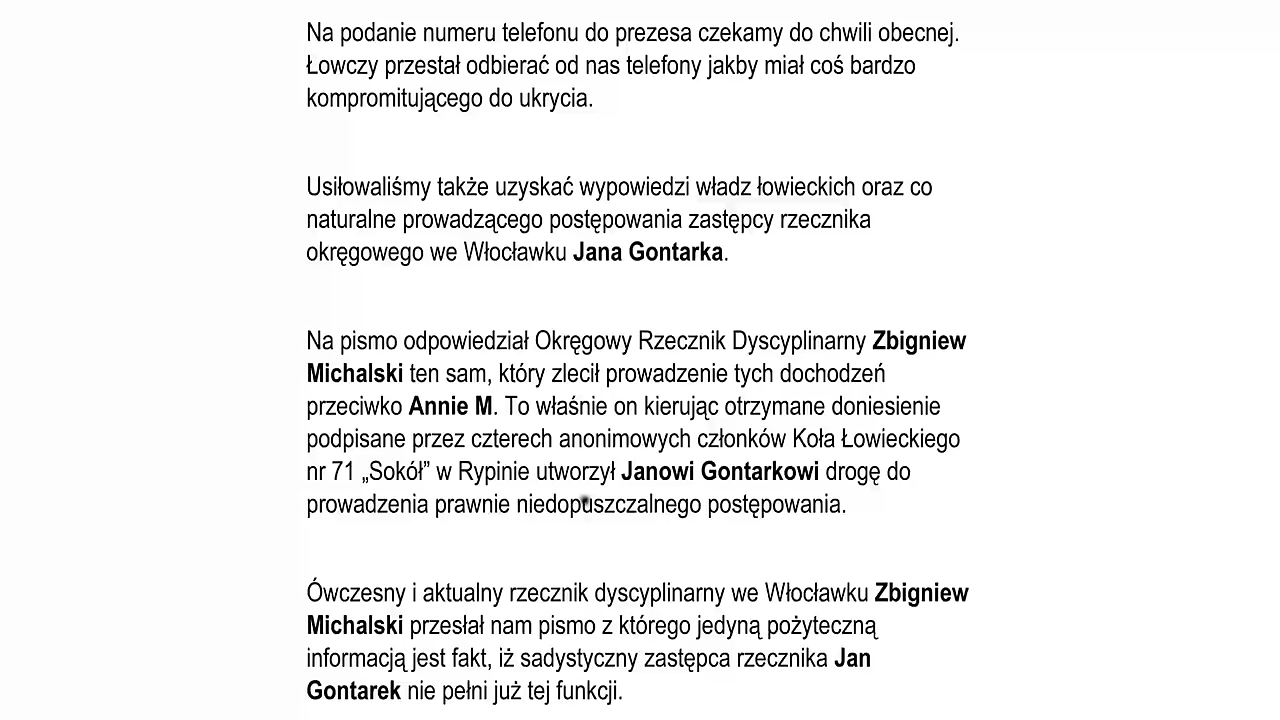 Na podanie numeru telefonu do prezesa czekamy do chwili obecnej.
Łowczy przestał odbierać od nas telefony jakby miał coś bardzo
kompromitującego do ukrycia.
Usiłowaliśmy także uzyskać wypowiedzi władz łowieckich oraz co
naturalne prowadzącego postępowania zastępcy rzecznika
okręgowego we Włocławku Jana Gontarka.
Na pismo odpowiedział Okręgowy Rzecznik Dyscyplinarny Zbigniew
Michalski ten sam, który zlecił prowadzenie tych dochodzeń
przeciwko Annie M. To właśnie on kierując otrzymane doniesienie
podpisane przez czterech anonimowych członków Koła Łowieckiego
nr 71 „Sokół” w Rypinie utworzył Janowi Gontarkowi drogę do
prowadzenia prawnie niedopuszczalnego postępowania.
Ówczesny i aktualny rzecznik dyscyplinarny we Włocławku Zbigniew
Michalski przesłał nam pismo z którego jedyną pożyteczną
informacją jest fakt, iż sadystyczny zastępca rzecznika Jan
Gontarek nie pełni już tej funkcji.